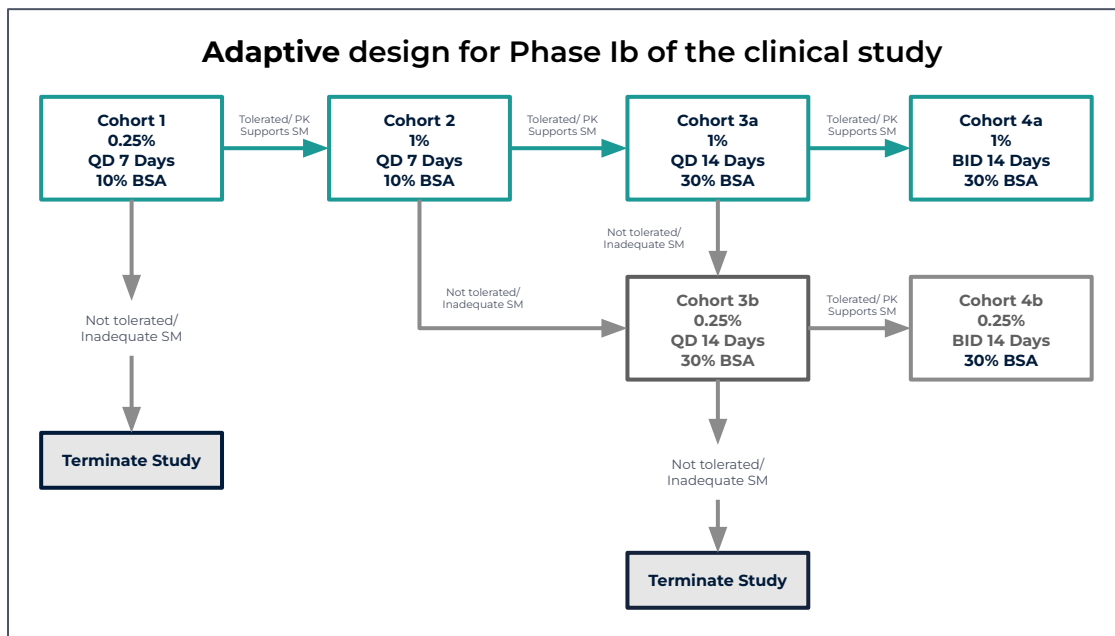 Adaptive design for Phase Ib of the clinical study
Cohort 1
0.25%
QD 7 Days
10% BSA
Tolerated/ PK
Supports SM
Cohort 2
1%
QD 7 Days
10% BSA
Tolerated/ PK
Supports SM
Cohort 3a
1%
QD 14 Days
30% BSA
Tolerated/ PK
Supports SM
Cohort 4a
1%
BID 14 Days
30% BSA
Not tolerated/
Inadequate SM
Not tolerated/
Inadequate SM
Not tolerated/
Inadequate SM
Cohort 3b
0.25%
QD 14 Days
30% BSA
Tolerated/ PK
Supports SM
Cohort 4b
0.25%
BID 14 Days
30% BSA
Terminate Study
Not tolerated/
Inadequate SM
Terminate Study